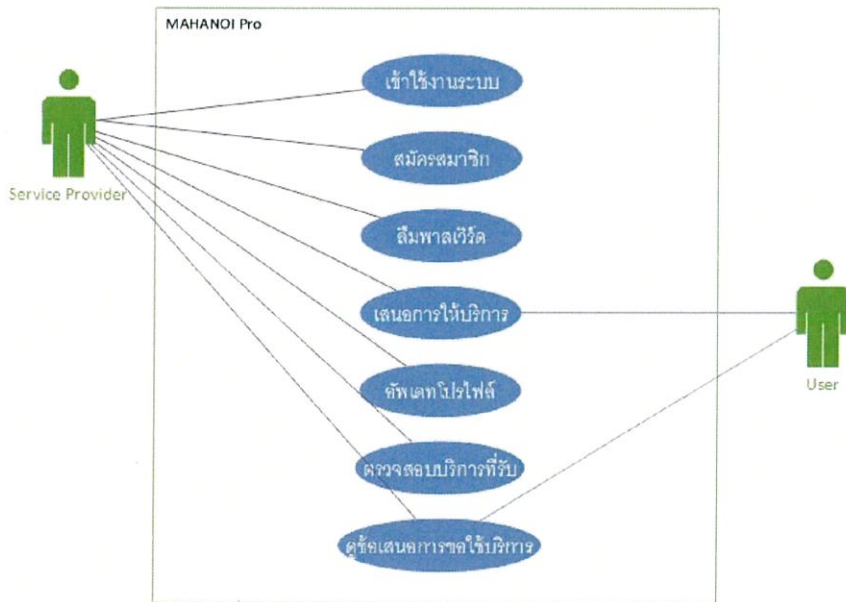 MAHANOI Pro
เข้าใช้งานระบบ
สมัครสมาชิก
Service Provider
ลืมพาสเวิร์ด
เสนอการให้บริการ
อัพเดทโปรไฟล์
User
ตรวจสอบบริการที่รับ
ดูข้อเสนอการขอใช้บริการ